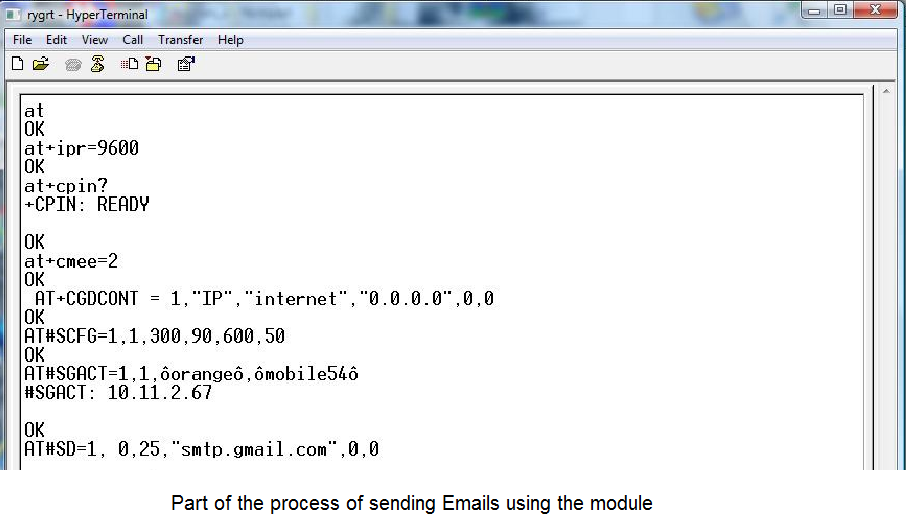 rygrt - HyperTerminal
File Edit View Call Transfer Help
at
OK
at+ipr=9600
OK
at+cpin?
+CPIN: READY
OK
at+cmee=2
OK
AT+CGDCONT = 1,"IP","internet","0.0.0.0",0,0
OK
AT#SCFG=1,1,300,90,600,50
OK
AT#SGACT=1,1,ôorangeô,ômobile54ô
#SGACT: 10.11.2.67
OK
AT#SD=1, 0,25,"smtp.gmail.com",0,0
Part of the process of sending Emails using the module